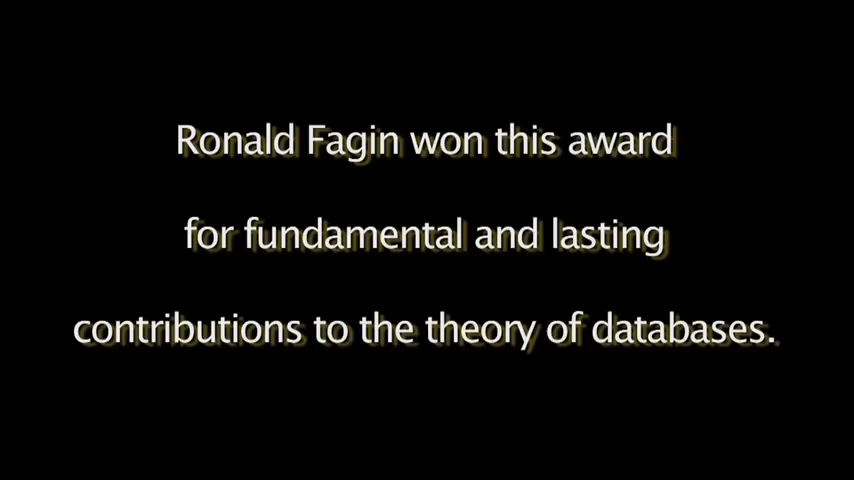 Ronald Fagin won this award
for fundamental and lasting
contributions to the theory of databases.